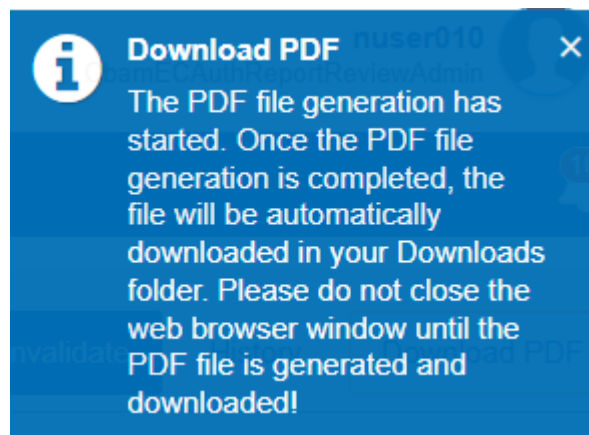 Download PDF
nuser010
ObamECAuthReportReviewAdmin
The PDF file generation has
started. Once the PDF file
generation is completed, the
file will be automatically
downloaded in your Downloads
folder. Please do not close the
web browser window until the
nvalidate
Download PDF
PDF file is generated and
downloaded!